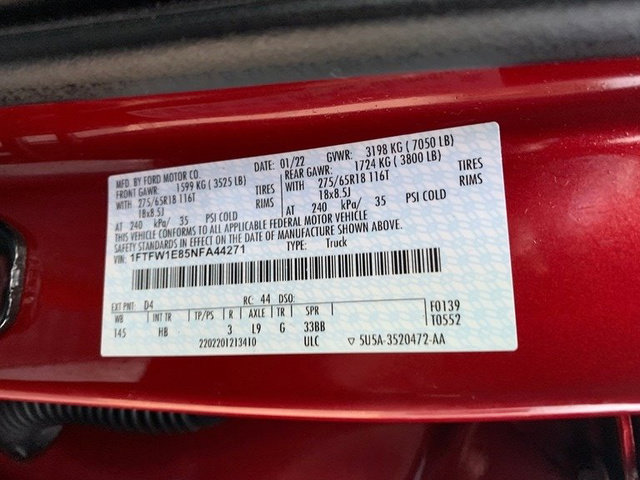 MFD. BY FORD MOTOR CO.
DATE: 01/22 GVWR: 3198 KG ( 7050 LB)
FRONT GAWR: 1599 KG ( 3525 LB) REAR GAWR: 1724 KG ( 3800 LB)
WITH 275/65R18 116T TIRES WITH 275/65R18 116T TIRES
18x8.5J RIMS 18x8.5J RIMS
AT 240 kPa/ 35 PSI COLD AT 240 kPa/ 35 PSI COLD
THIS VEHICLE CONFORMS TO ALL APPLICABLE FEDERAL MOTOR VEHICLE
SAFETY STANDARDS IN EFFECT ON THE DATE OF MANUFACTURE SHOWN ABOVE.
VIN: 1FTFW1E85NFA44271 TYPE: Truck
EXT PNT: D4 RC: 44 DSO: F0139
WB INT TR TP/PS R AXLE TR SPR T0552
145 HB 3 L9 G 33BB
2202201213410 ULC ▽ 5U5A-3520472-AA